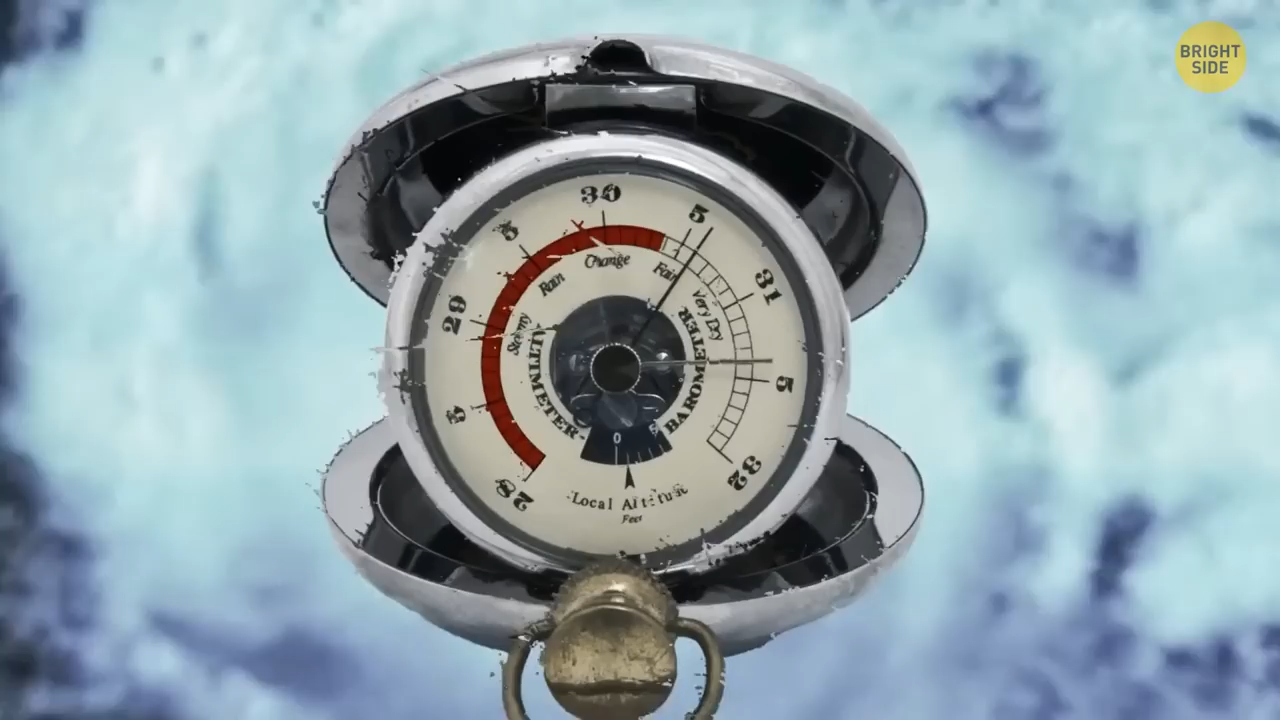 BRIGHT
SIDE
30
5
5
31
29
Rain
Change
Fair
Very Dry
Stormy
ALTIMETER
BAROMETER
5
5
0
28
32
Local Altitude
Feet